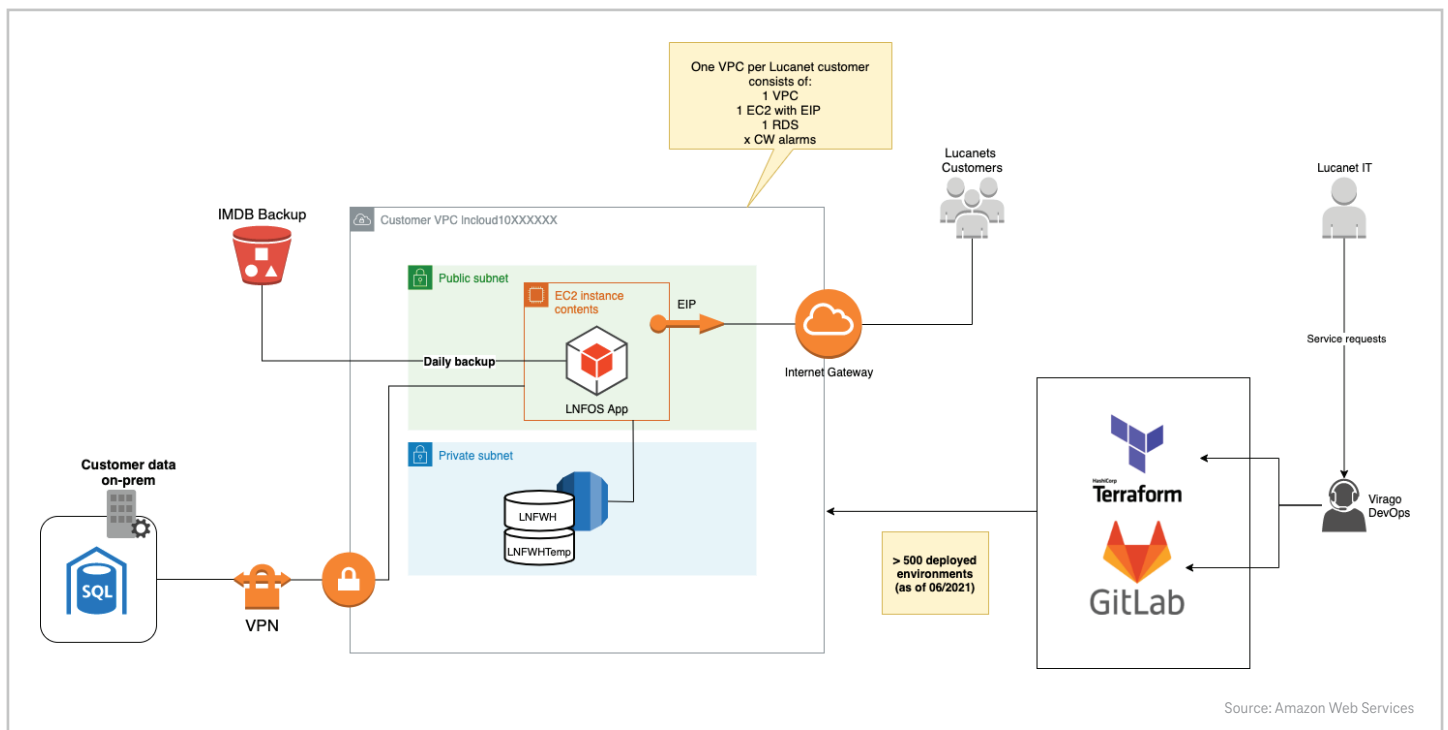 One VPC per Lucanet customer
consists of:
1 VPC
1 EC2 with EIP
1 RDS
x CW alarms
Lucanets
Customers
Lucanet IT
IMDB Backup
Customer VPC lncloud10XXXXXX
Public subnet
EC2 instance
contents
EIP
Daily backup
LNFOS App
Internet Gateway
Service requests
Private subnet
LNFWH
LNFWHTemp
Customer data
on-prem
SQL
VPN
> 500 deployed
environments
(as of 06/2021)
HashiCorp
Terraform
GitLab
Virago
DevOps
Source: Amazon Web Services